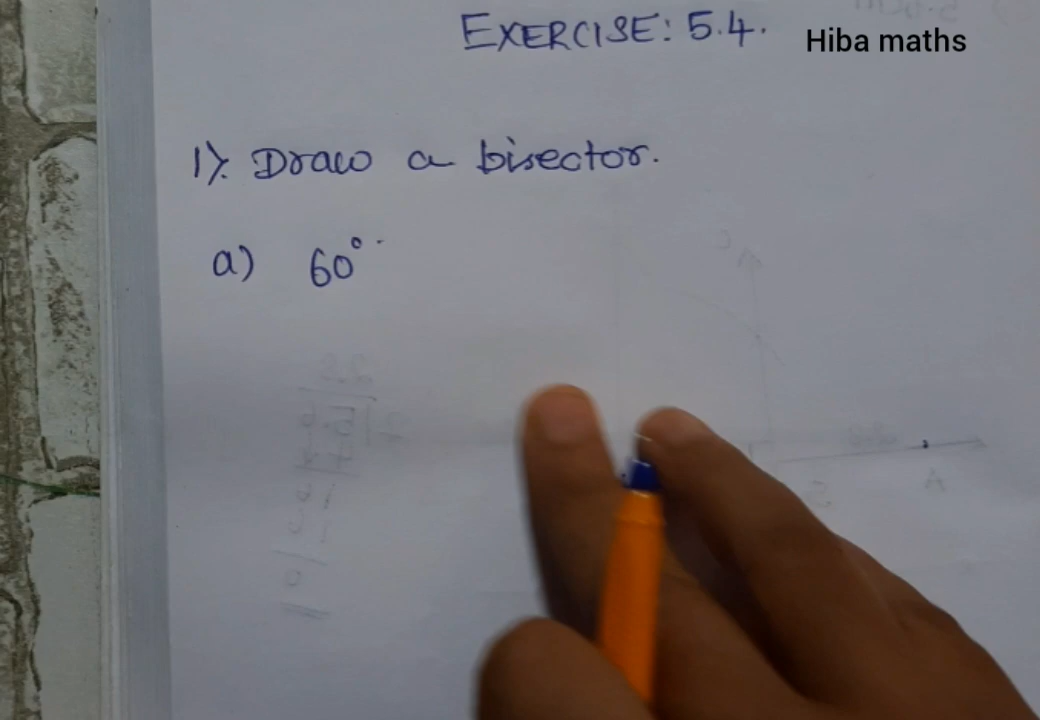 EXERCISE: 5.4.
Hiba maths
1). Draw a bisector.
a) 60°.